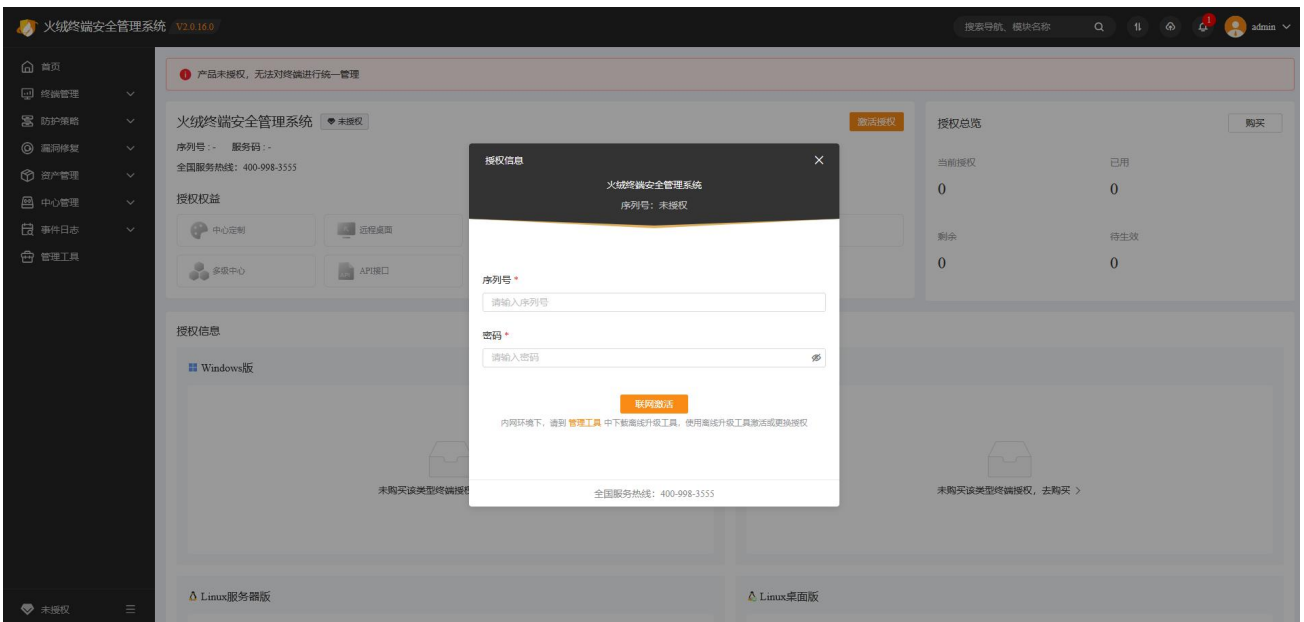 火绒终端安全管理系统 V2.0.16.0
搜索导航、模块名称
1
admin
首页
终端管理
防护策略
漏洞修复
资产管理
中心管理
事件日志
管理工具
未授权
产品未授权，无法对终端进行统一管理
火绒终端安全管理系统 未授权
激活授权
序列号：- 服务码：-
全国服务热线：400-998-3555
授权权益
中心定制
远程桌面
多级中心
API接口
授权总览
购买
当前授权
已用
0
0
剩余
待生效
0
0
授权信息
Windows版
未购买该类型终端授权
未购买该类型终端授权，去购买 >
Linux服务器版
Linux桌面版
授权信息
火绒终端安全管理系统
序列号：未授权
序列号 *
请输入序列号
密码 *
请输入密码
联网激活
内网环境下，请到 管理工具 中下载离线升级工具，使用离线升级工具激活或更换授权
全国服务热线：400-998-3555